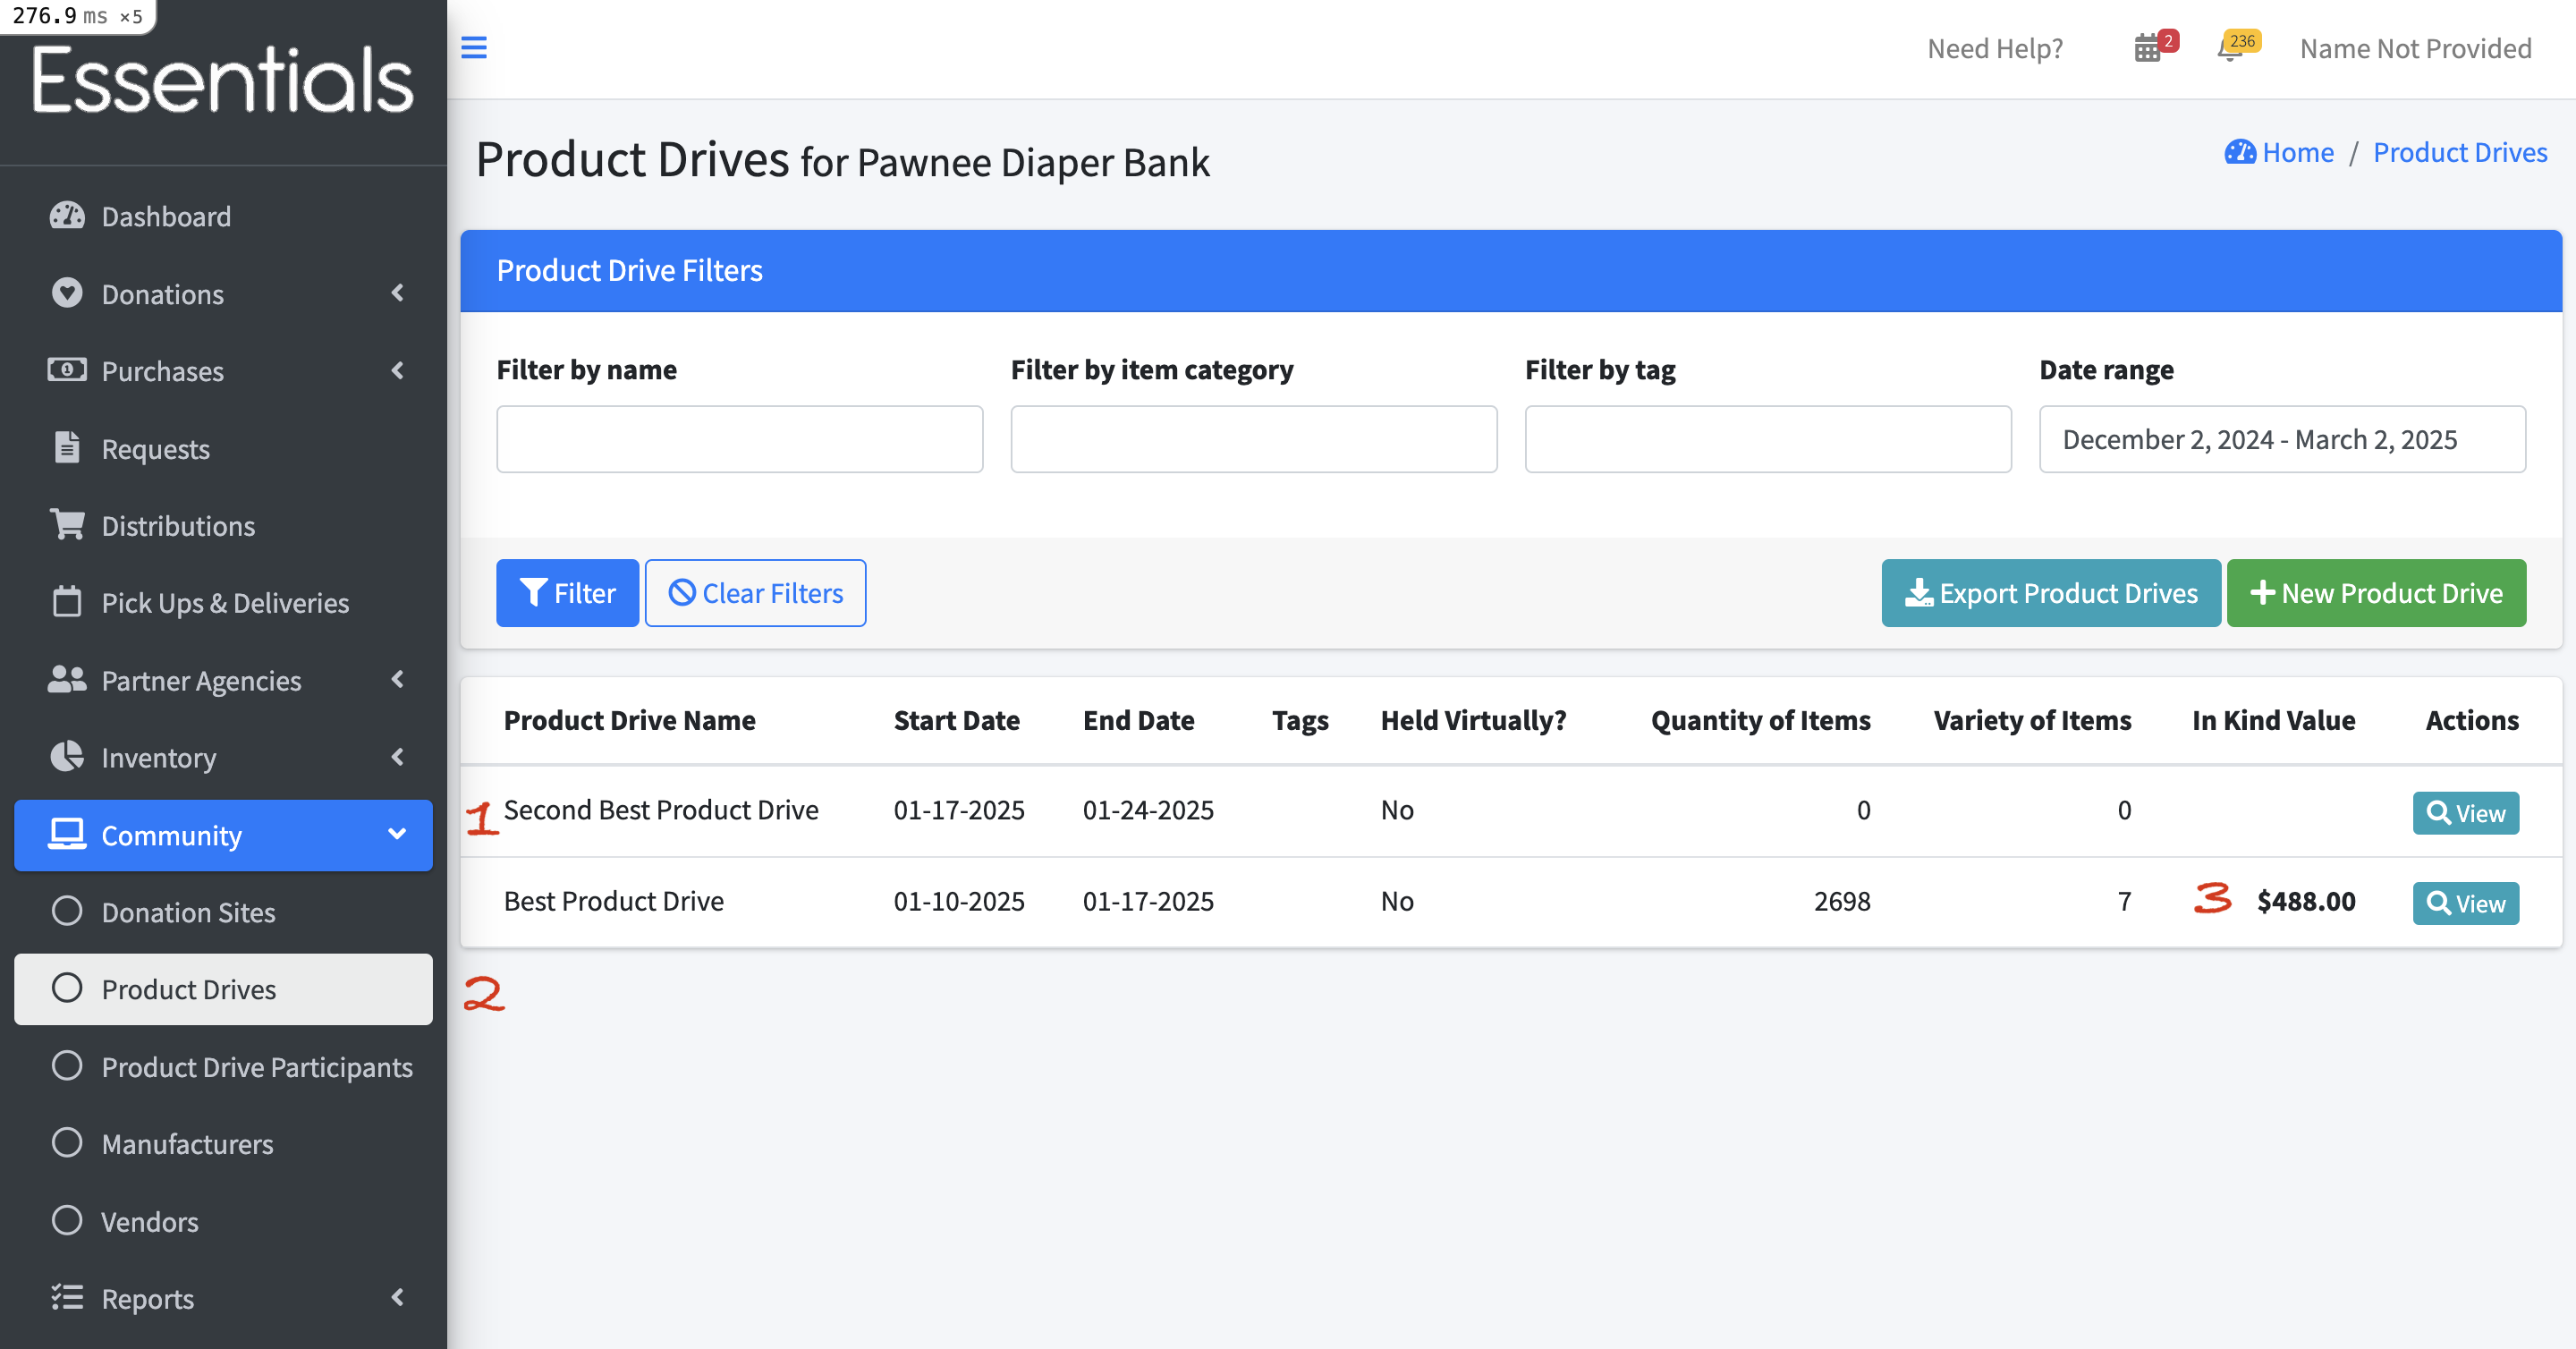 276.9 ms ×5
Essentials
Need Help?
2
236
Name Not Provided
Product Drives for Pawnee Diaper Bank
Home / Product Drives
Dashboard
Donations
Purchases
Requests
Distributions
Pick Ups & Deliveries
Partner Agencies
Inventory
Community
Donation Sites
Product Drives
Product Drive Participants
Manufacturers
Vendors
Reports
Product Drive Filters
Filter by name Filter by item category Filter by tag Date range
December 2, 2024 - March 2, 2025
Filter Clear Filters Export Product Drives New Product Drive
Product Drive Name Start Date End Date Tags Held Virtually? Quantity of Items Variety of Items In Kind Value Actions
1 Second Best Product Drive 01-17-2025 01-24-2025 No 0 0 View
Best Product Drive 01-10-2025 01-17-2025 No 2698 7 3 $488.00 View
2